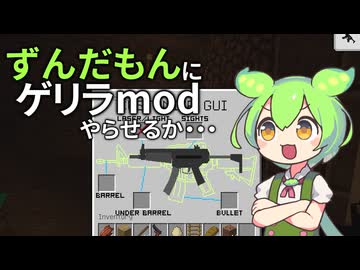 ずんだもんに
ゲリラmod
やらせるか・・・
GUI
LASER/LIGHT SIGHTS
BARREL
UNDER BARREL
BULLET
Inventory